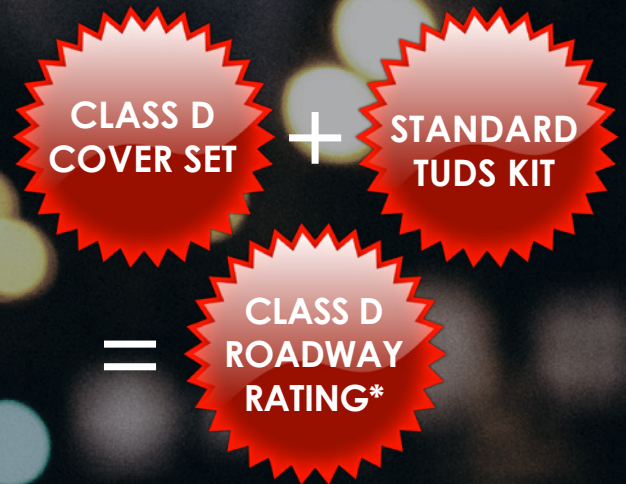 CLASS D
COVER SET
+
STANDARD
TUDS KIT
=
CLASS D
ROADWAY
RATING*